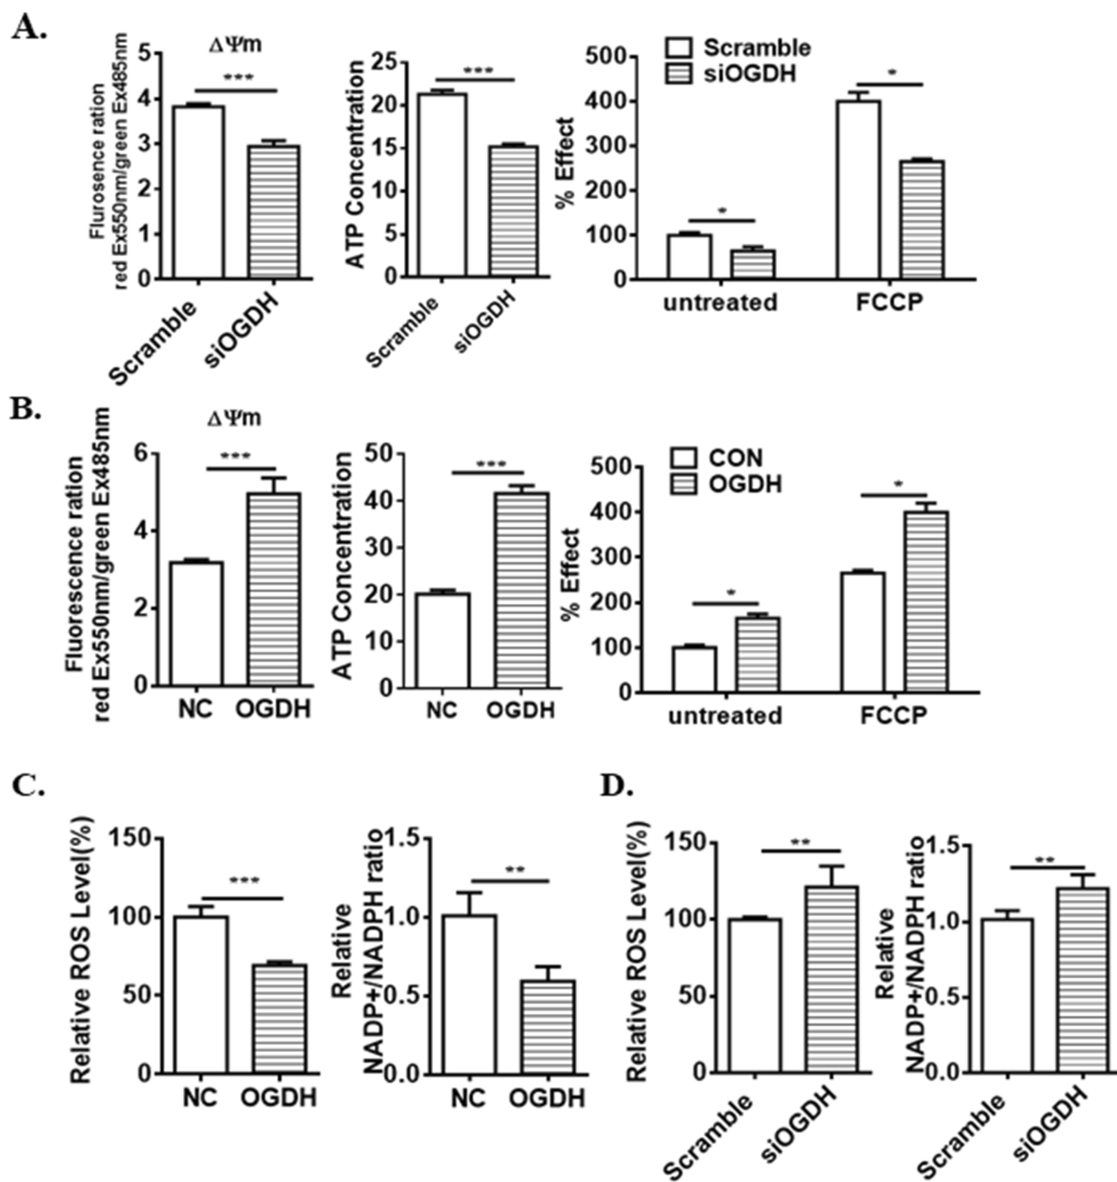 A.
ΔΨm
Flurosence ration
red Ex550nm/green Ex485nm
5
4
3
2
1
0
***
Scramble
siOGDH
ATP Concentration
25
20
15
10
5
0
***
Scramble
siOGDH
% Effect
500
400
300
200
100
0
Scramble
siOGDH
*
*
untreated
FCCP
B.
ΔΨm
Fluorescence ration
red Ex550nm/green Ex485nm
6
4
2
0
***
NC
OGDH
ATP Concentration
50
40
30
20
10
0
***
NC
OGDH
% Effect
500
400
300
200
100
0
CON
OGDH
*
*
untreated
FCCP
C.
Relative ROS Level(%)
150
100
50
0
***
NC
OGDH
Relative
NADP+/NADPH ratio
1.5
1.0
0.5
0.0
**
NC
OGDH
D.
Relative ROS Level(%)
150
100
50
0
**
Scramble
siOGDH
Relative
NADP+/NADPH ratio
1.5
1.0
0.5
0.0
**
Scramble
siOGDH